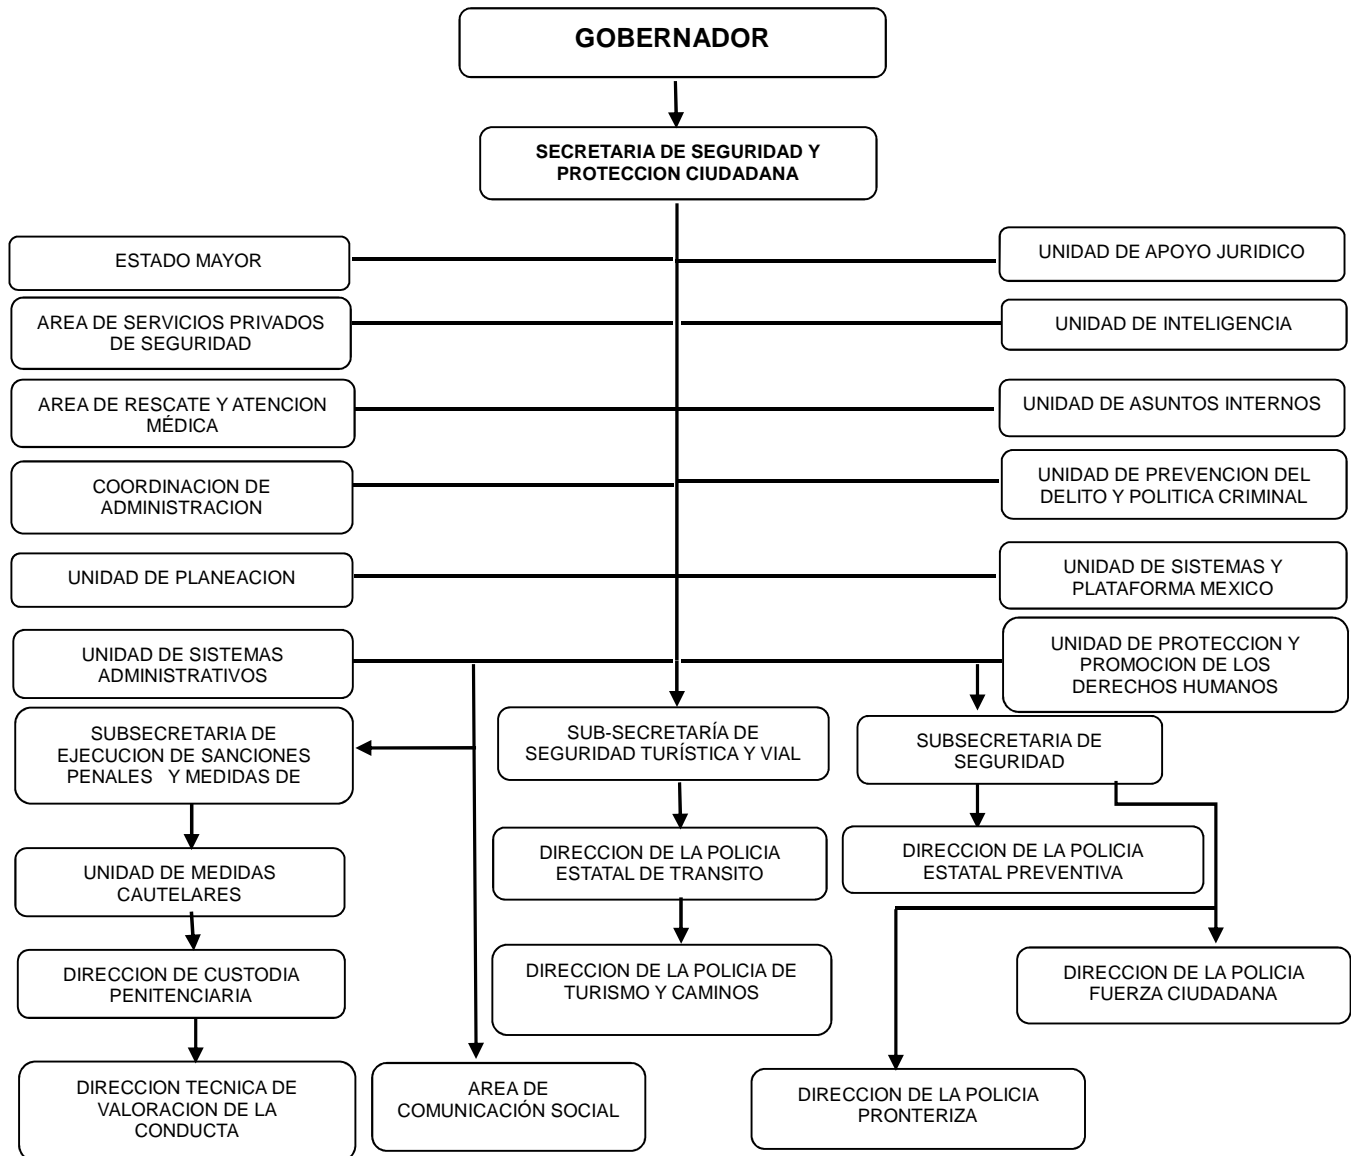 GOBERNADOR
SECRETARIA DE SEGURIDAD Y
PROTECCION CIUDADANA
ESTADO MAYOR
UNIDAD DE APOYO JURIDICO
AREA DE SERVICIOS PRIVADOS
DE SEGURIDAD
UNIDAD DE INTELIGENCIA
AREA DE RESCATE Y ATENCION
MÉDICA
UNIDAD DE ASUNTOS INTERNOS
COORDINACION DE
ADMINISTRACION
UNIDAD DE PREVENCION DEL
DELITO Y POLITICA CRIMINAL
UNIDAD DE PLANEACION
UNIDAD DE SISTEMAS Y
PLATAFORMA MEXICO
UNIDAD DE SISTEMAS
ADMINISTRATIVOS
UNIDAD DE PROTECCION Y
PROMOCION DE LOS
DERECHOS HUMANOS
SUBSECRETARIA DE
EJECUCION DE SANCIONES
PENALES Y MEDIDAS DE
SUB-SECRETARÍA DE
SEGURIDAD TURÍSTICA Y VIAL
SUBSECRETARIA DE
SEGURIDAD
UNIDAD DE MEDIDAS
CAUTELARES
DIRECCION DE LA POLICIA
ESTATAL DE TRANSITO
DIRECCION DE LA POLICIA
ESTATAL PREVENTIVA
DIRECCION DE CUSTODIA
PENITENCIARIA
DIRECCION DE LA POLICIA DE
TURISMO Y CAMINOS
DIRECCION DE LA POLICIA
FUERZA CIUDADANA
DIRECCION TECNICA DE
VALORACION DE LA
CONDUCTA
AREA DE
COMUNICACIÓN SOCIAL
DIRECCION DE LA POLICIA
PRONTERIZA